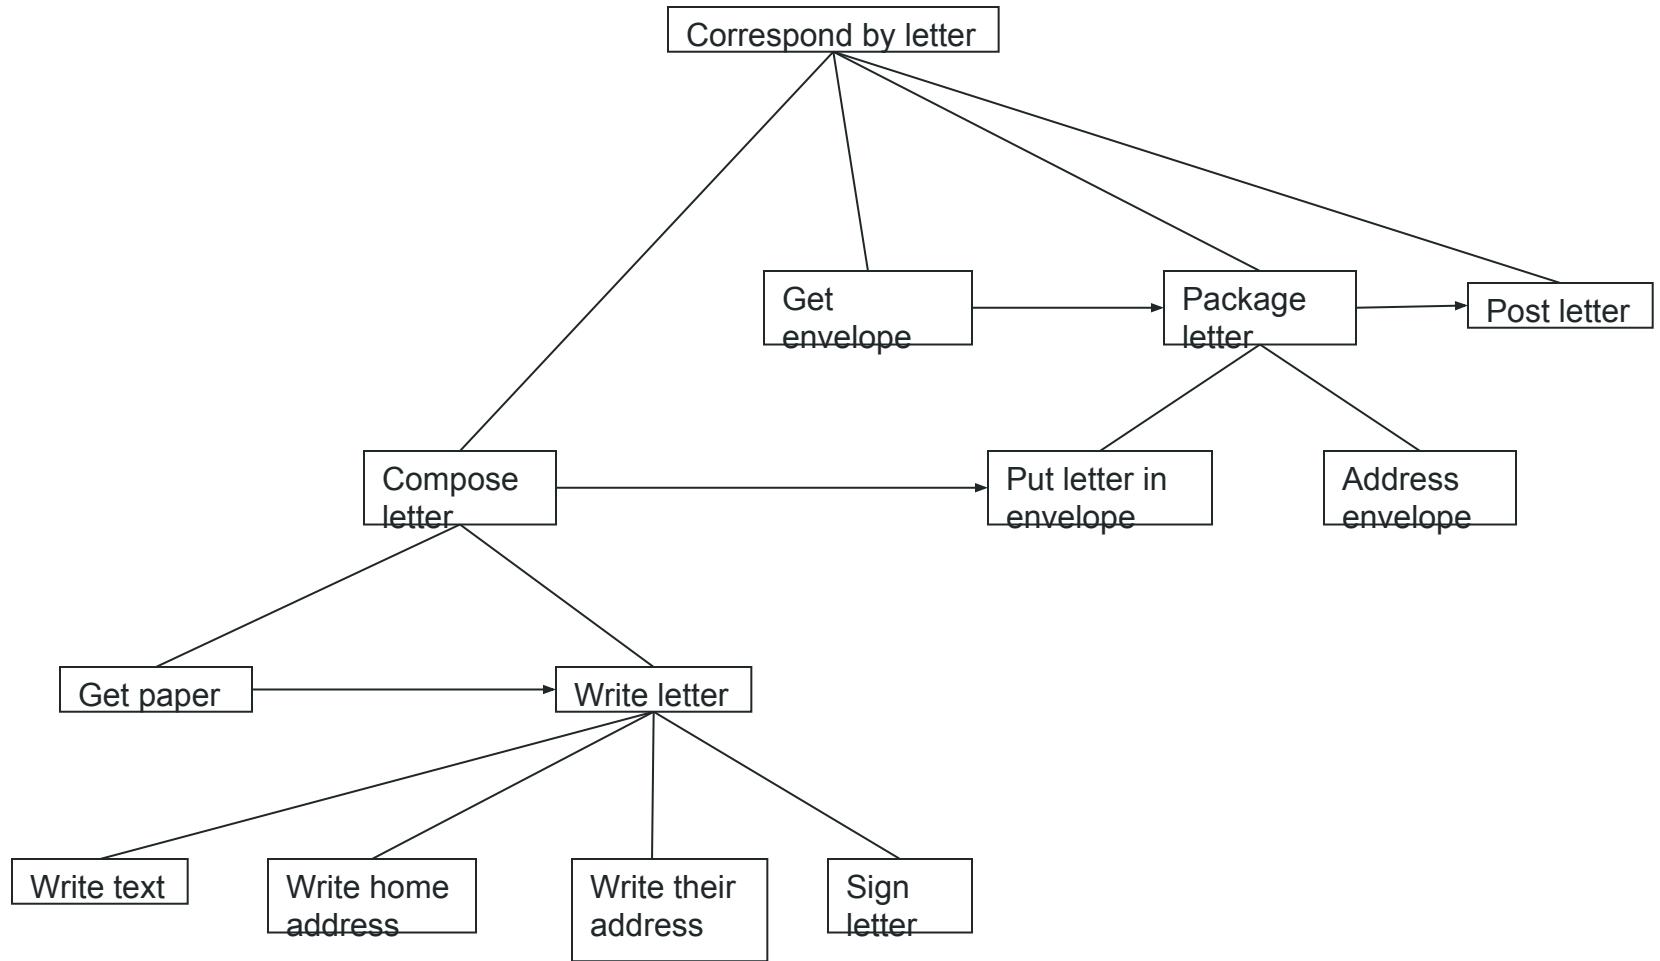 Correspond by letter
Get
envelope
Package
letter
Post letter
Compose
letter
Put letter in
envelope
Address
envelope
Get paper
Write letter
Write text
Write home
address
Write their
address
Sign
letter